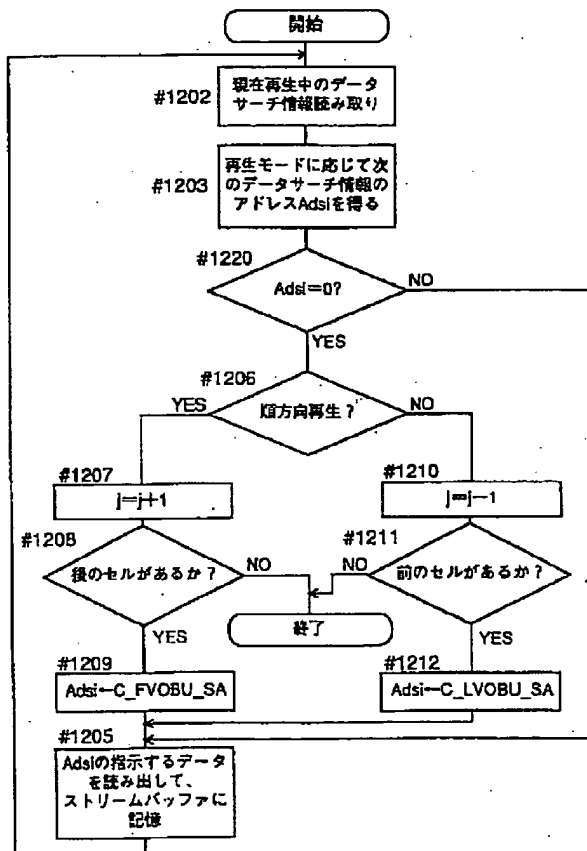 開始
#1202
現在再生中のデータ
サーチ情報読み取り
#1203
再生モードに応じて次
のデータサーチ情報の
アドレスAdsiを得る
#1220
Adsi=0?
NO
YES
#1206
順方向再生?
YES
NO
#1207
j=j+1
#1210
j=j-1
#1208
後のセルがあるか?
NO
YES
#1211
前のセルがあるか?
NO
YES
終了
#1209
Adsi←C_FVOBU_SA
#1212
Adsi←C_LVOBU_SA
#1205
Adsiの指示するデータ
を読み出して、
ストリームバッファに
記憶